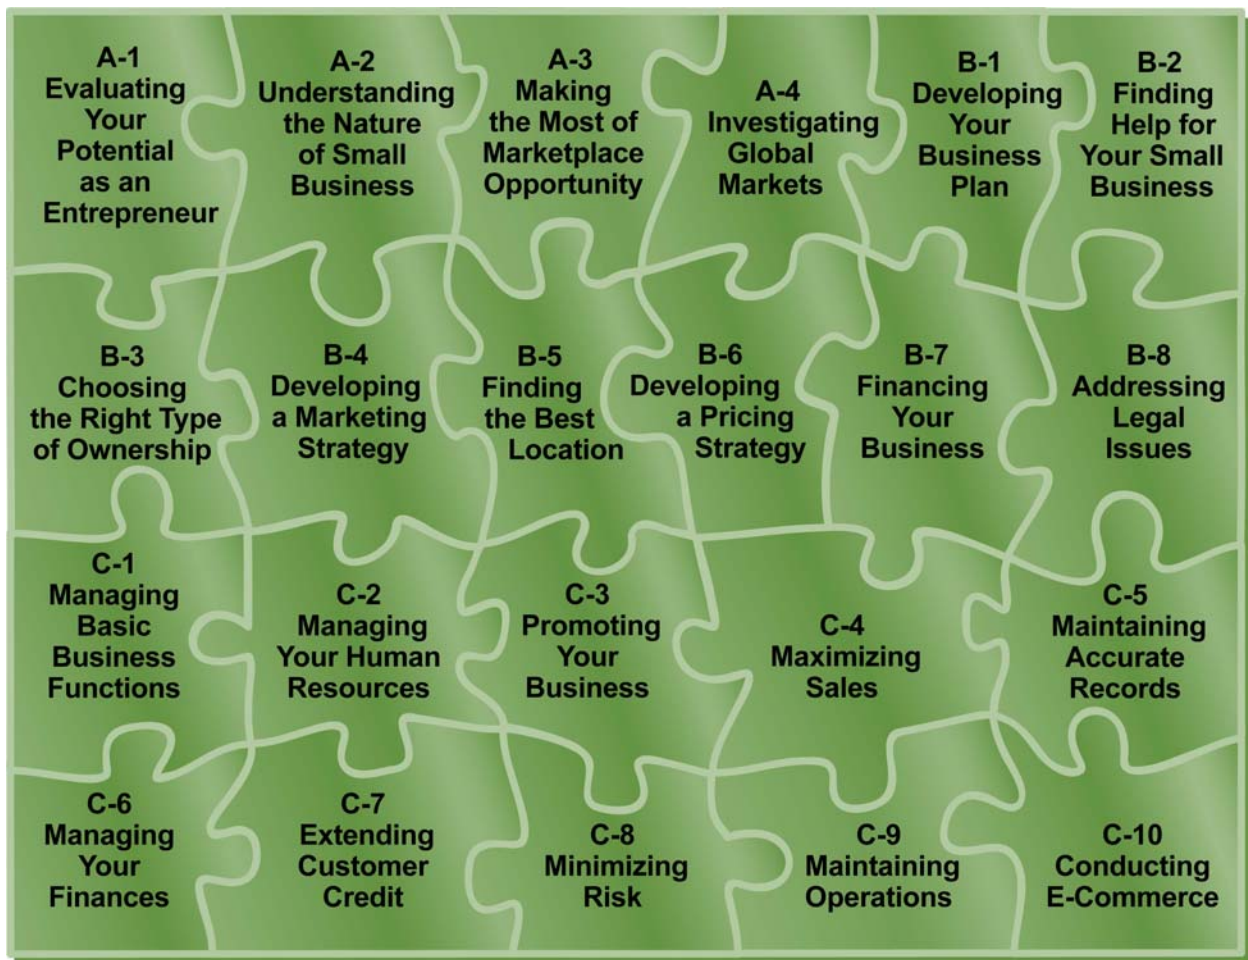 A-1
Evaluating
Your
Potential
as an
Entrepreneur
A-2
Understanding
the Nature
of Small
Business
A-3
Making
the Most of
Marketplace
Opportunity
A-4
Investigating
Global
Markets
B-1
Developing
Your
Business
Plan
B-2
Finding
Help for
Your Small
Business
B-3
Choosing
the Right Type
of Ownership
B-4
Developing
a Marketing
Strategy
B-5
Finding
the Best
Location
B-6
Developing
a Pricing
Strategy
B-7
Financing
Your
Business
B-8
Addressing
Legal
Issues
C-1
Managing
Basic
Business
Functions
C-2
Managing
Your Human
Resources
C-3
Promoting
Your
Business
C-4
Maximizing
Sales
C-5
Maintaining
Accurate
Records
C-6
Managing
Your
Finances
C-7
Extending
Customer
Credit
C-8
Minimizing
Risk
C-9
Maintaining
Operations
C-10
Conducting
E-Commerce